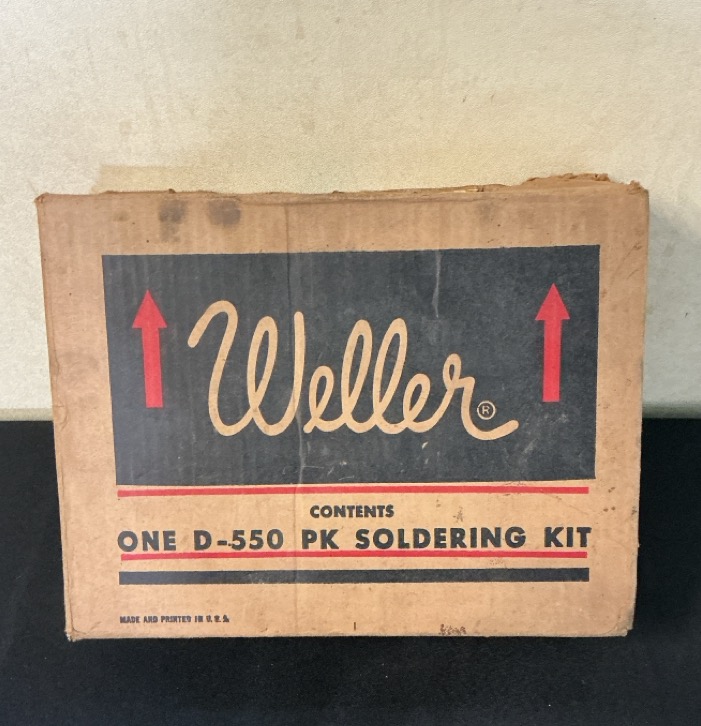 Weller®
CONTENTS
ONE D-550 PK SOLDERING KIT
MADE AND PRINTED IN U.S.A.